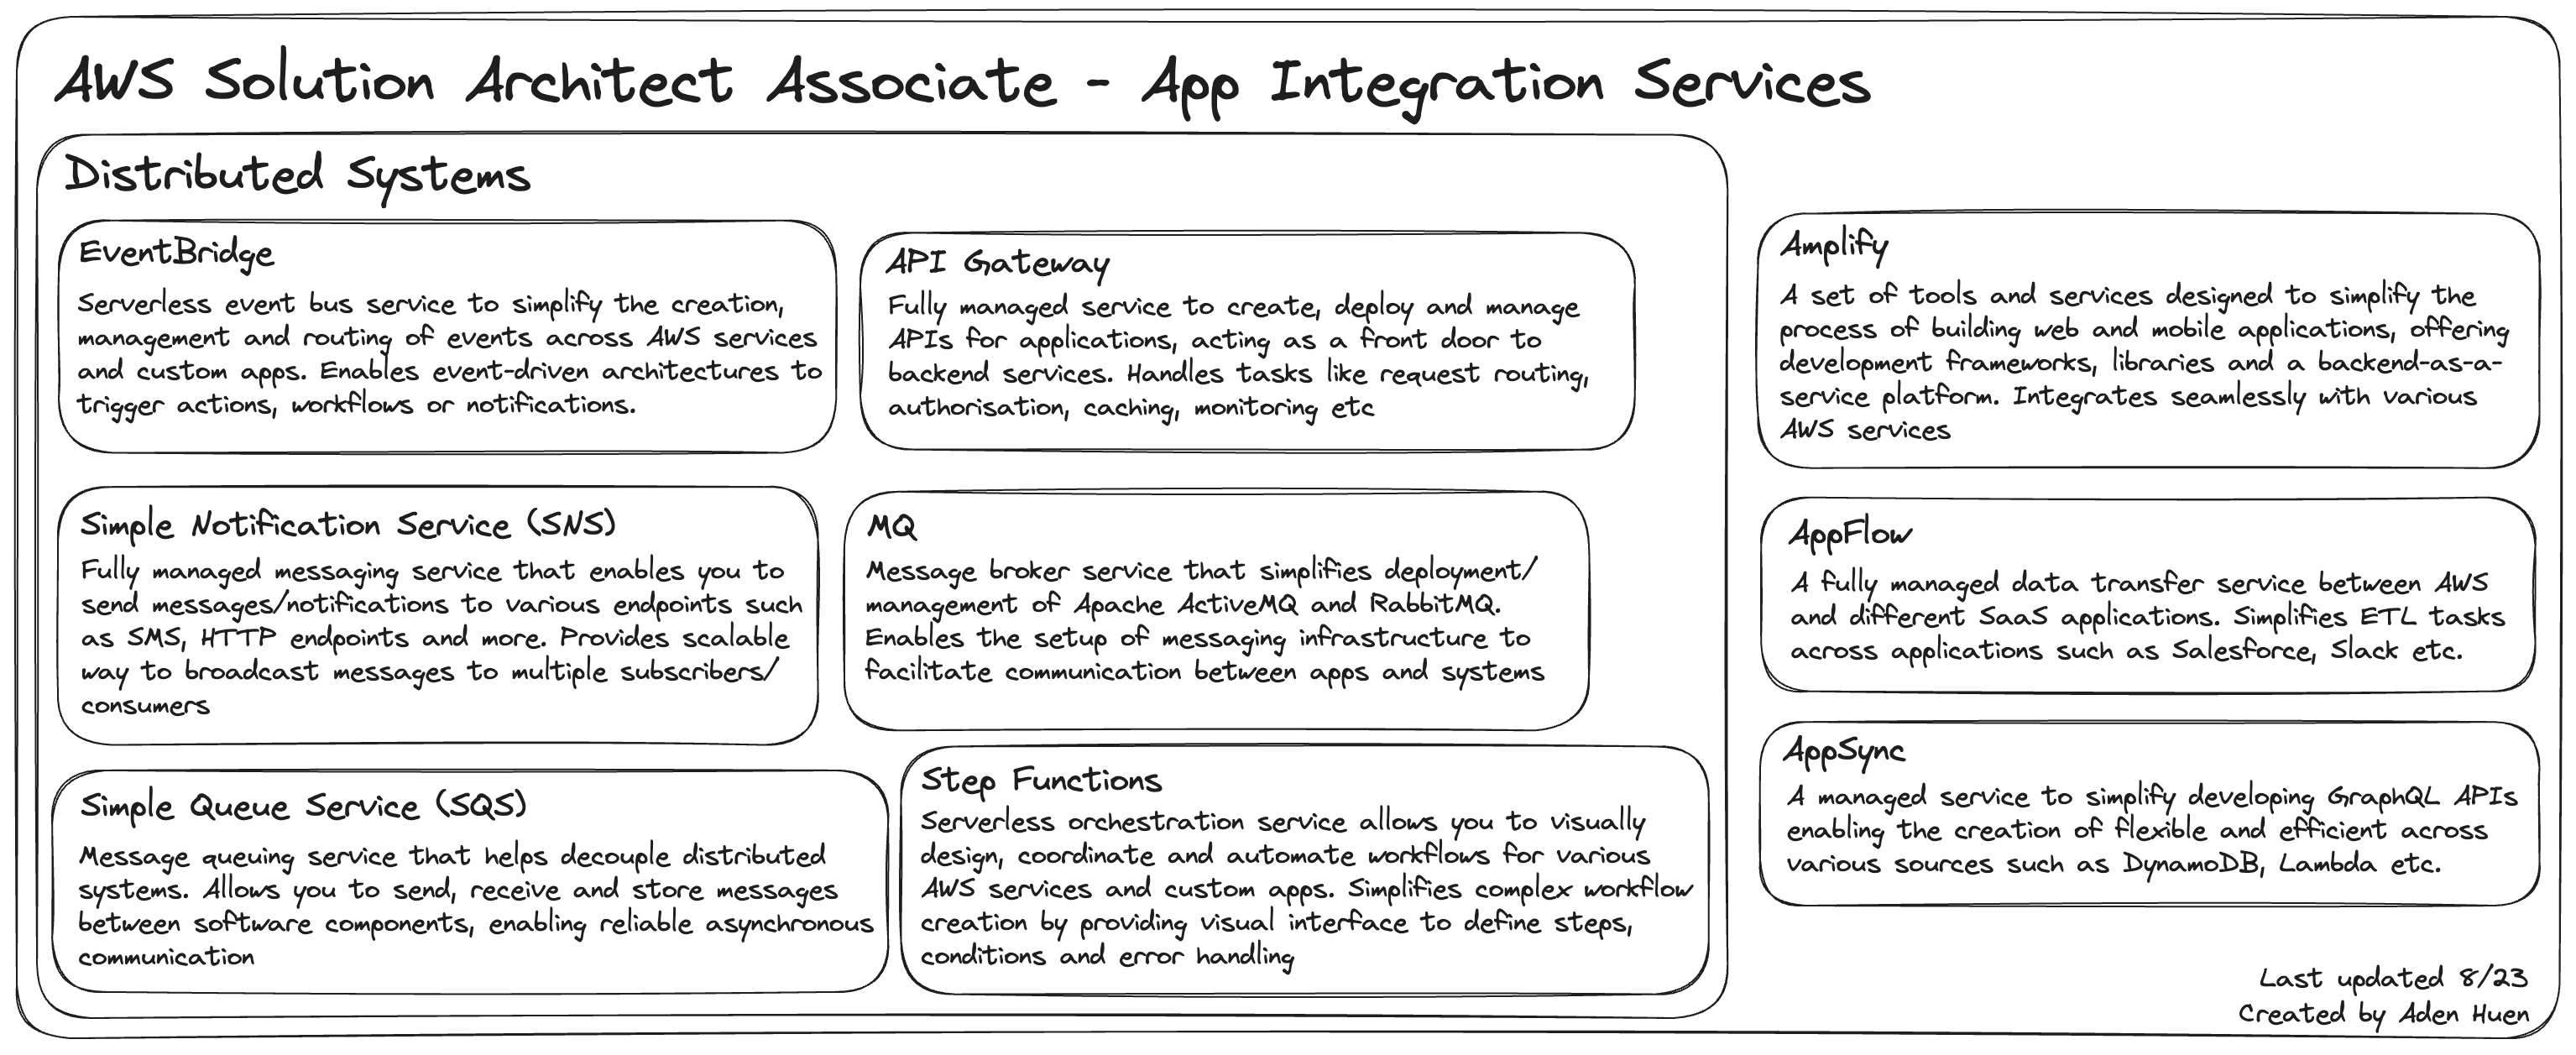 AWS Solution Architect Associate - App Integration Services
Distributed Systems
EventBridge
Serverless event bus service to simplify the creation,
management and routing of events across AWS services
and custom apps. Enables event-driven architectures to
trigger actions, workflows or notifications.
API Gateway
Fully managed service to create, deploy and manage
APIs for applications, acting as a front door to
backend services. Handles tasks like request routing,
authorisation, caching, monitoring etc
Simple Notification Service (SNS)
Fully managed messaging service that enables you to
send messages/notifications to various endpoints such
as SMS, HTTP endpoints and more. Provides scalable
way to broadcast messages to multiple subscribers/
consumers
MQ
Message broker service that simplifies deployment/
management of Apache ActiveMQ and RabbitMQ.
Enables the setup of messaging infrastructure to
facilitate communication between apps and systems
Simple Queue Service (SQS)
Message queuing service that helps decouple distributed
systems. Allows you to send, receive and store messages
between software components, enabling reliable asynchronous
communication
Step Functions
Serverless orchestration service allows you to visually
design, coordinate and automate workflows for various
AWS services and custom apps. Simplifies complex workflow
creation by providing visual interface to define steps,
conditions and error handling
Amplify
A set of tools and services designed to simplify the
process of building web and mobile applications, offering
development frameworks, libraries and a backend-as-a-
service platform. Integrates seamlessly with various
AWS services
AppFlow
A fully managed data transfer service between AWS
and different SaaS applications. Simplifies ETL tasks
across applications such as Salesforce, Slack etc.
AppSync
A managed service to simplify developing GraphQL APIs
enabling the creation of flexible and efficient across
various sources such as DynamoDB, Lambda etc.
Last updated 8/23
Created by Aden Huen